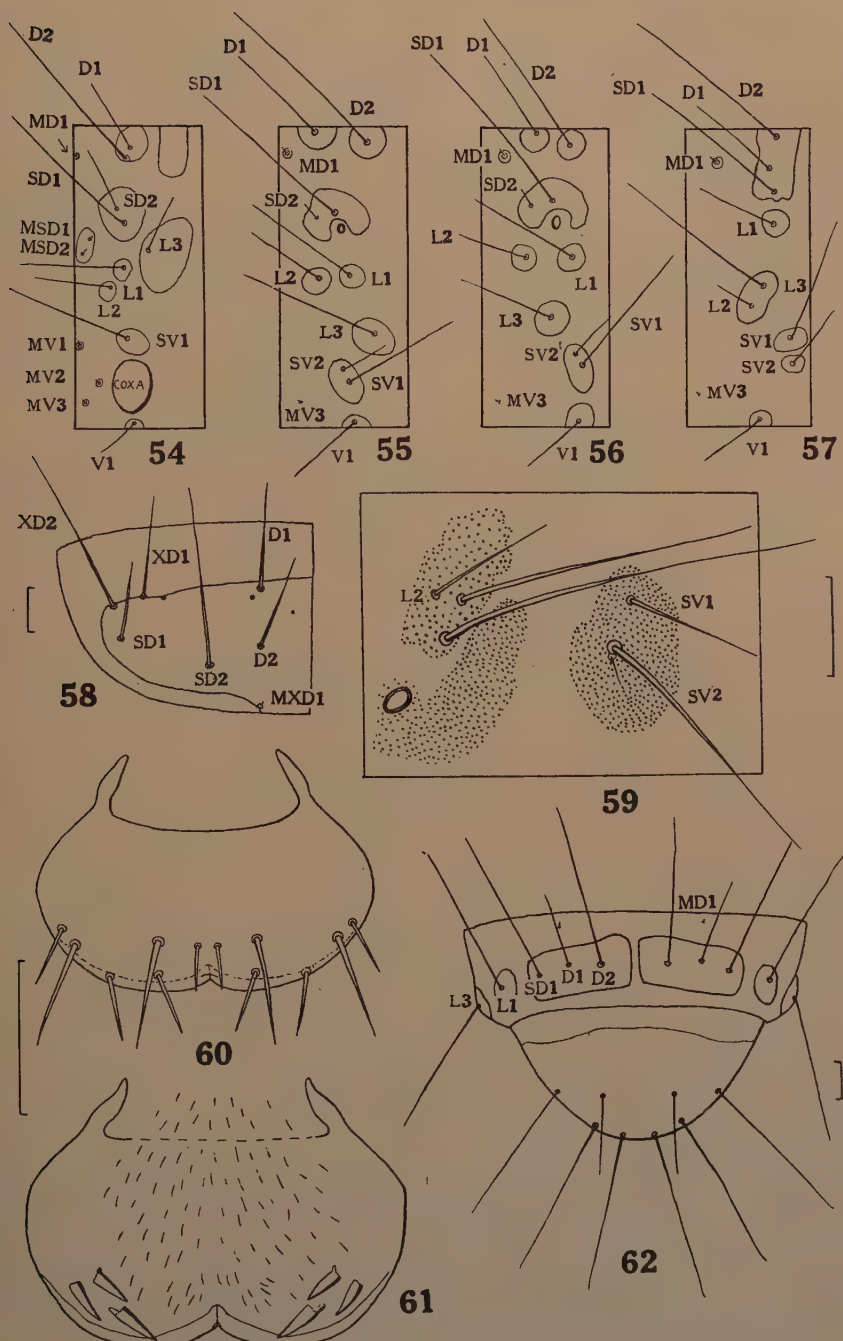 D2
D1
MD1
SD1
SD2
MSD1
MSD2
L3
L1
L2
SV1
MV1
MV2
COXA
MV3
V1
54
D1
SD1
D2
MD1
SD2
L2
L1
L3
SV2
SV1
MV3
V1
55
SD1
D1
D2
MD1
SD2
L2
L1
L3
SV1
SV2
MV3
V1
56
D2
SD1
D1
MD1
L1
L3
L2
SV1
SV2
MV3
V1
57
XD2
XD1
D1
SD1
SD2
D2
MXD1
58
L2
SV1
SV2
59
60
61
MD1
SD1
D1
D2
L3
L1
62